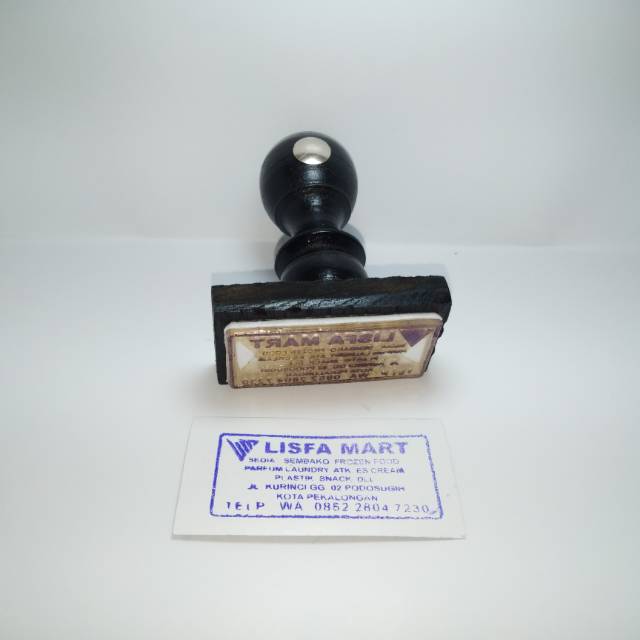 LISFA MART
SEDIA SEMBAKO FROZEN FOOD
PARFUM LAUNDRY ATK ES CREAM
PLASTIK SNACK DLL
JL KURINCI GG 02 PODOSUGIH
KOTA PEKALONGAN
TELP WA 0852 2804 7230